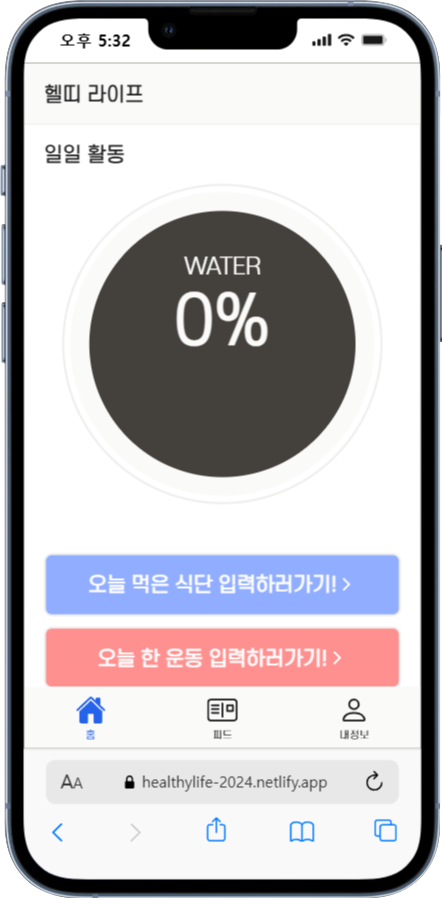 오후 5:32
헬띠 라이프
일일 활동
WATER
0%
오늘 먹은 식단 입력하러가기! >
오늘 한 운동 입력하러가기! >
홈
피드
내정보
AA
healthylife-2024.netlify.app